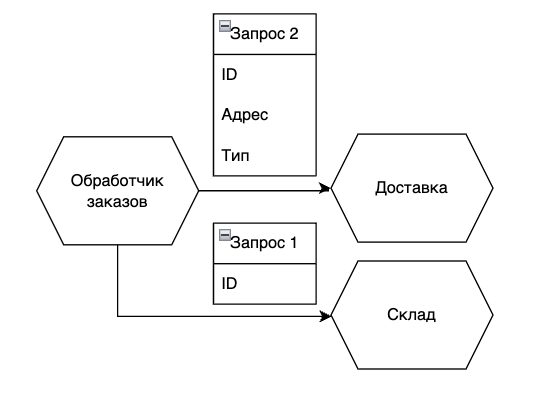 Запрос 2
ID
Адрес
Тип
Обработчик
заказов
Доставка
Запрос 1
ID
Склад